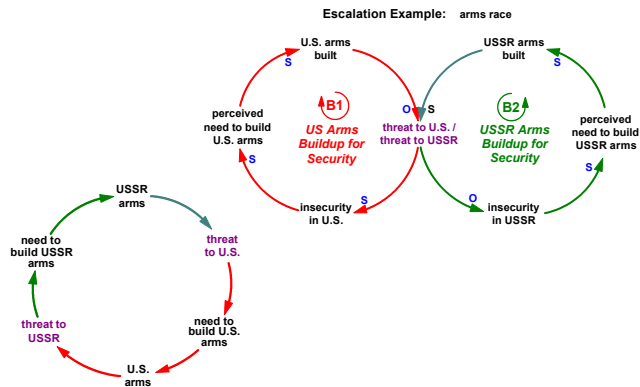 Escalation Example: arms race
U.S. arms
built
USSR arms
built
S
S
B1
O S
B2
perceived
need to build
U.S. arms
US Arms
Buildup for
Security
threat to U.S. /
threat to USSR
USSR Arms
Buildup for
Security
perceived
need to build
USSR arms
S
S
S
O
insecurity
in U.S.
insecurity
in USSR
USSR
arms
need to
build USSR
arms
threat
to U.S.
threat to
USSR
need to
build U.S.
arms
U.S.
arms